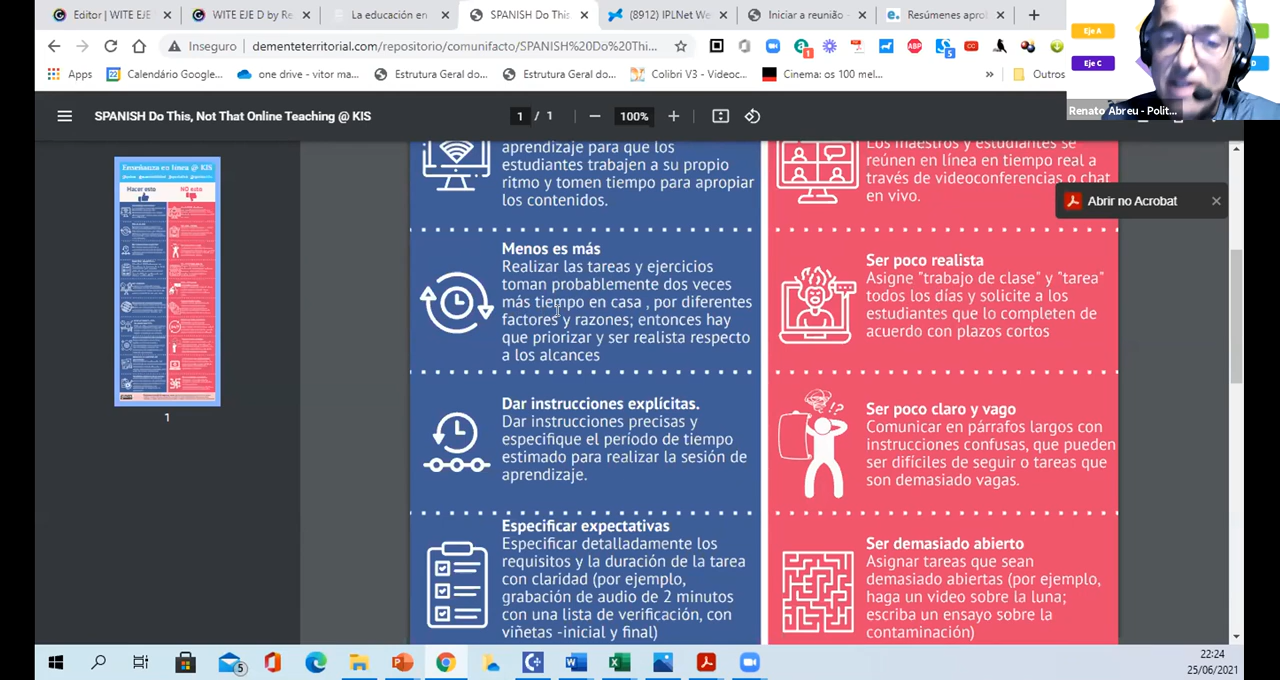 Editor | WITE EJE
WITE EJE D by Re
La educación en
SPANISH Do This,
(8912) IPLNet We
Iniciar a reunião -
Resúmenes apro
Inseguro
dementeterritorial.com/repositorio/comunifacto/SPANISH%20Do%20Thi...
Apps
Calendário Google...
one drive - vitor ma...
Estrutura Geral do...
Estrutura Geral do...
Colibri V3 - Videoc...
Cinema: os 100 mel...
»
Outros
Eje A
Eje C
Renato Abreu - Polit...
SPANISH Do This, Not That Online Teaching @ KIS
1 / 1
100%
Abrir no Acrobat
Enseñanza en línea @ KIS
Hacer esto
NO esto
1
aprendizaje para que los
estudiantes trabajen a su propio
ritmo y tomen tiempo para apropiar
los contenidos.
Los maestros y estudiantes se
reúnen en línea en tiempo real a
través de videoconferencias o chat
en vivo.
Menos es más
Realizar las tareas y ejercicios
toman probablemente dos veces
más tiempo en casa , por diferentes
factores y razones; entonces hay
que priorizar y ser realista respecto
a los alcances
Ser poco realista
Asigne "trabajo de clase" y "tarea"
todos los días y solicite a los
estudiantes que lo completen de
acuerdo con plazos cortos
Dar instrucciones explícitas.
Dar instrucciones precisas y
especifique el período de tiempo
estimado para realizar la sesión de
aprendizaje.
Ser poco claro y vago
Comunicar en párrafos largos con
instrucciones confusas, que pueden
ser difíciles de seguir o tareas que
son demasiado vagas.
Especificar expectativas
Especificar detalladamente los
requisitos y la duración de la tarea
con claridad (por ejemplo,
grabación de audio de 2 minutos
con una lista de verificación, con
viñetas -inicial y final)
Ser demasiado abierto
Asignar tareas que sean
demasiado abiertas (por ejemplo,
haga un video sobre la luna;
escriba un ensayo sobre la
contaminación)
22:24
25/06/2021